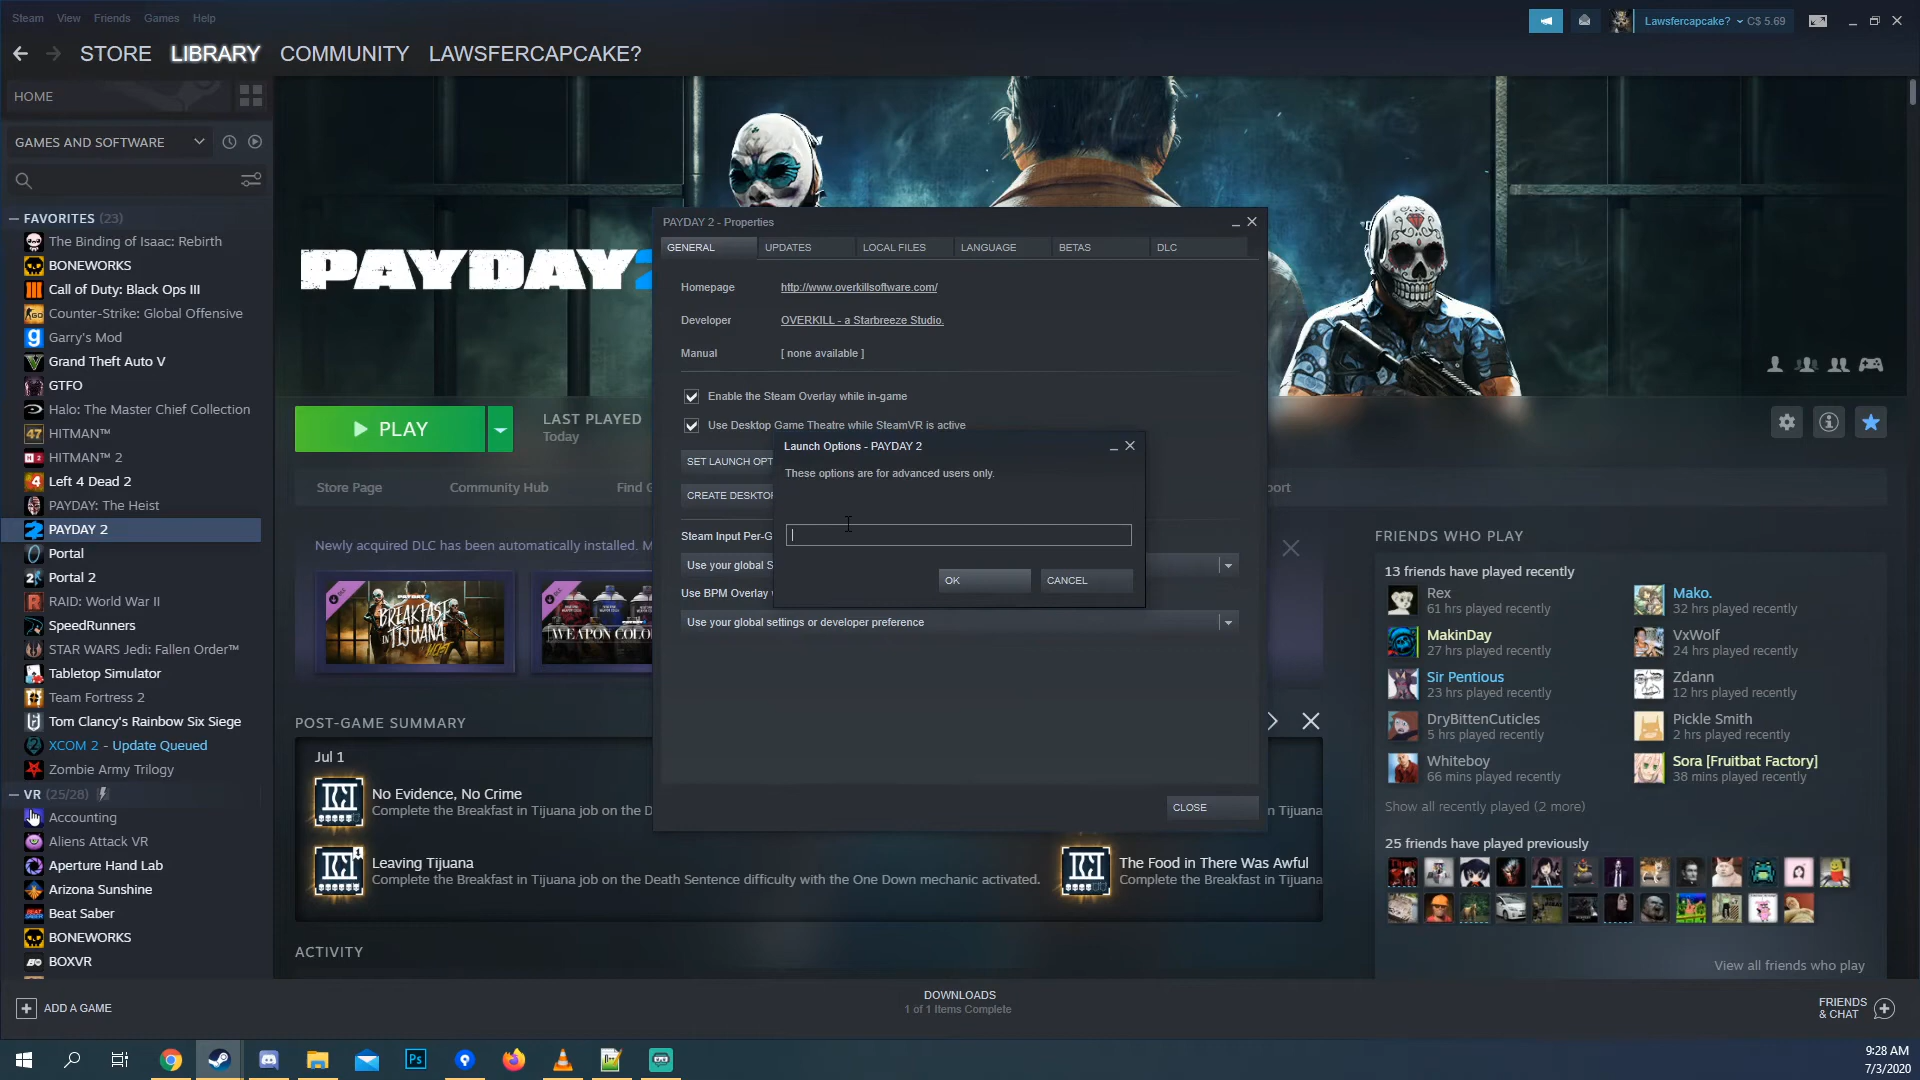 Steam View Friends Games Help
Lawsfercapcake? C$ 5.69
STORE LIBRARY COMMUNITY LAWSFERCAPCAKE?
HOME
GAMES AND SOFTWARE
FAVORITES (23)
The Binding of Isaac: Rebirth
BONEWORKS
Call of Duty: Black Ops III
Counter-Strike: Global Offensive
Garry's Mod
Grand Theft Auto V
GTFO
Halo: The Master Chief Collection
HITMAN™
HITMAN™ 2
Left 4 Dead 2
PAYDAY: The Heist
PAYDAY 2
Portal
Portal 2
RAID: World War II
SpeedRunners
STAR WARS Jedi: Fallen Order™
Tabletop Simulator
Team Fortress 2
Tom Clancy's Rainbow Six Siege
XCOM 2 - Update Queued
Zombie Army Trilogy
VR (25/28)
Accounting
Aliens Attack VR
Aperture Hand Lab
Arizona Sunshine
Beat Saber
BONEWORKS
BOXVR
ADD A GAME
PAYDAY 2
PLAY
LAST PLAYED
Today
Store Page Community Hub Find G
port
Newly acquired DLC has been automatically installed. M
BREAKFAST IN TIJUANA
WEAPON COLO
POST-GAME SUMMARY
Jul 1
No Evidence, No Crime
Complete the Breakfast in Tijuana job on the D
n Tijuana
Leaving Tijuana
Complete the Breakfast in Tijuana job on the Death Sentence difficulty with the One Down mechanic activated.
The Food in There Was Awful
Complete the Breakfast in Tijuana
ACTIVITY
PAYDAY 2 - Properties
GENERAL UPDATES LOCAL FILES LANGUAGE BETAS DLC
Homepage http://www.overkillsoftware.com/
Developer OVERKILL - a Starbreeze Studio.
Manual [ none available ]
Enable the Steam Overlay while in-game
Use Desktop Game Theatre while SteamVR is active
SET LAUNCH OPT
CREATE DESKTOP
Steam Input Per-G
Use your global S
Use BPM Overlay
Use your global settings or developer preference
CLOSE
Launch Options - PAYDAY 2
These options are for advanced users only.
OK CANCEL
FRIENDS WHO PLAY
13 friends have played recently
Rex
61 hrs played recently
Mako.
32 hrs played recently
MakinDay
27 hrs played recently
VxWolf
24 hrs played recently
Sir Pentious
23 hrs played recently
Zdann
12 hrs played recently
DryBittenCuticles
5 hrs played recently
Pickle Smith
2 hrs played recently
Whiteboy
66 mins played recently
Sora [Fruitbat Factory]
38 mins played recently
Show all recently played (2 more)
25 friends have played previously
View all friends who play
DOWNLOADS
1 of 1 Items Complete
FRIENDS
& CHAT
Ps
9:28 AM
7/3/2020